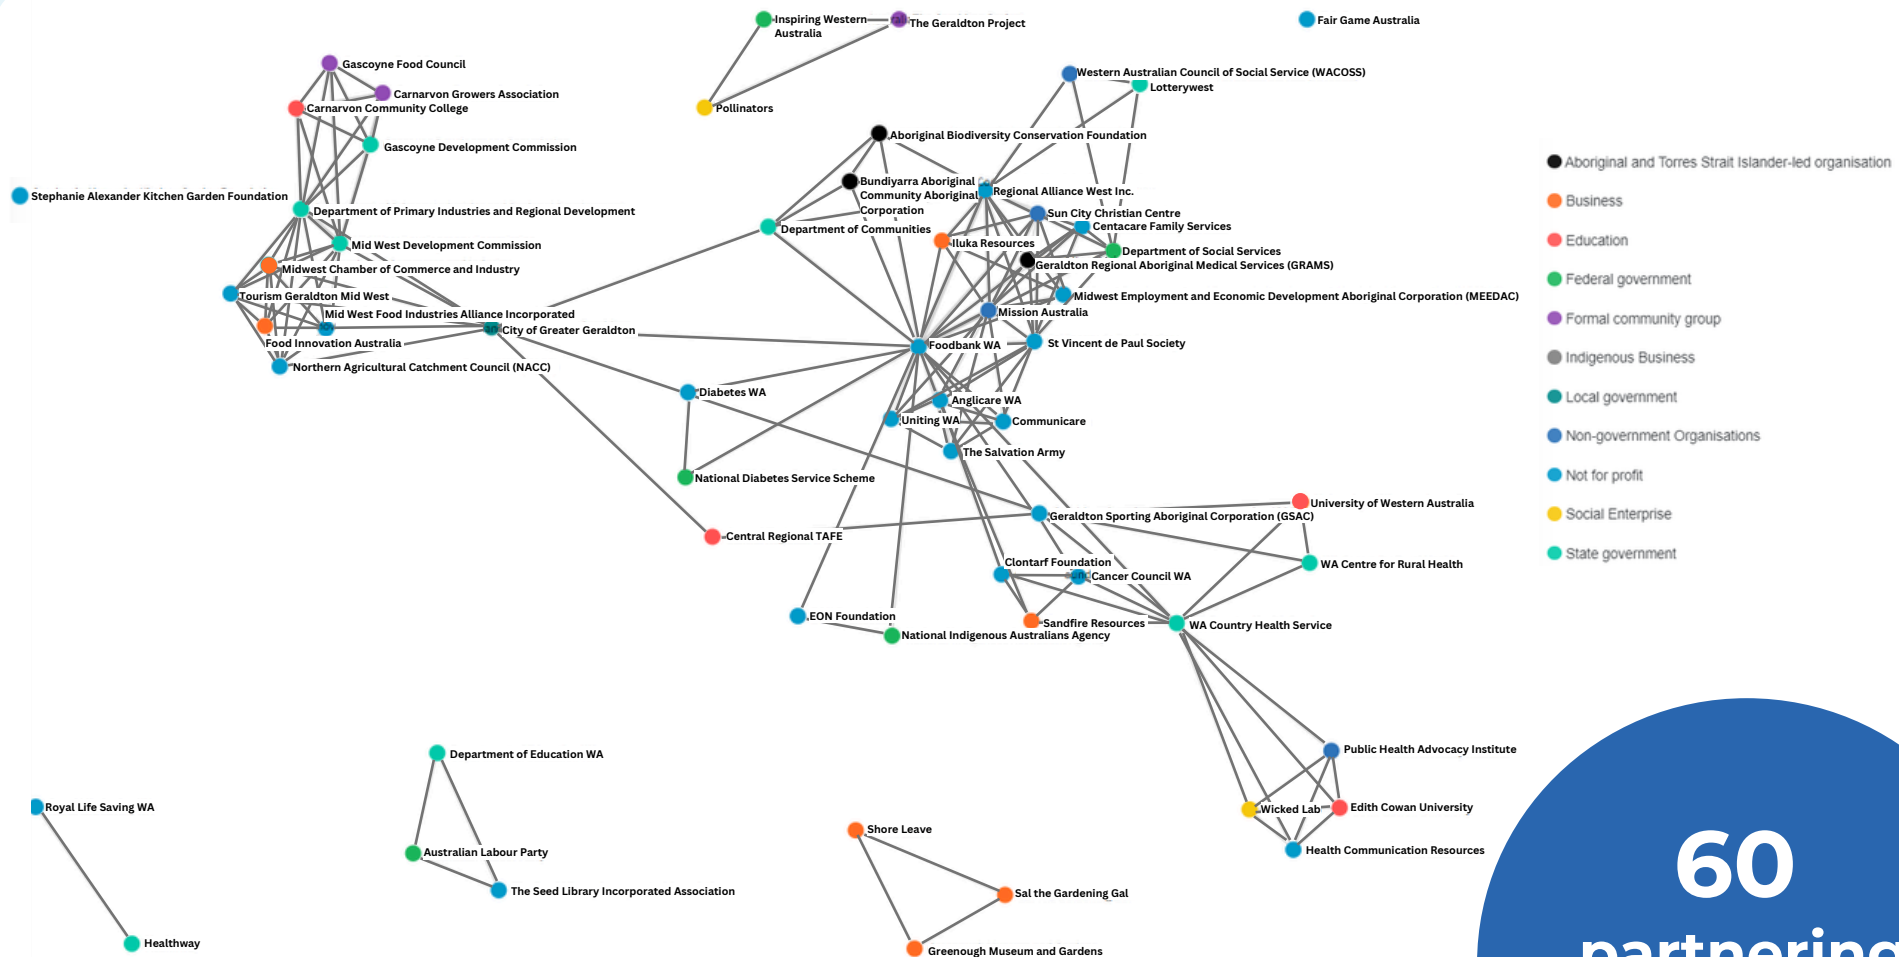 Inspiring Western
Australia
The Geraldton Project
Fair Game Australia
Gascoyne Food Council
Carnarvon Growers Association
Carnarvon Community College
Pollinators
Western Australian Council of Social Service (WACOSS)
Lotterywest
Gascoyne Development Commission
Aboriginal Biodiversity Conservation Foundation
Aboriginal and Torres Strait Islander-led organisation
Business
Education
Federal government
Formal community group
Indigenous Business
Local government
Non-government Organisations
Not for profit
Social Enterprise
State government
Stephanie Alexander Kitchen Garden Foundation
Bundiyarra Aboriginal
Community Aboriginal
Corporation
Regional Alliance West Inc.
Department of Primary Industries and Regional Development
Sun City Christian Centre
Department of Communities
Centacare Family Services
Mid West Development Commission
Iluka Resources
Department of Social Services
Midwest Chamber of Commerce and Industry
Geraldton Regional Aboriginal Medical Services (GRAMS)
Tourism Geraldton Mid West
Midwest Employment and Economic Development Aboriginal Corporation (MEEDAC)
Mid West Food Industries Alliance Incorporated
Mission Australia
City of Greater Geraldton
Food Innovation Australia
Foodbank WA
St Vincent de Paul Society
Northern Agricultural Catchment Council (NACC)
Diabetes WA
Anglicare WA
Uniting WA
Communicare
The Salvation Army
National Diabetes Service Scheme
University of Western Australia
Geraldton Sporting Aboriginal Corporation (GSAC)
Central Regional TAFE
Clontarf Foundation
WA Centre for Rural Health
Cancer Council WA
EON Foundation
Sandfire Resources
WA Country Health Service
National Indigenous Australians Agency
Department of Education WA
Public Health Advocacy Institute
Royal Life Saving WA
Wicked Lab
Edith Cowan University
Shore Leave
Australian Labour Party
Health Communication Resources
The Seed Library Incorporated Association
Sal the Gardening Gal
Healthway
Greenough Museum and Gardens
60
partnering